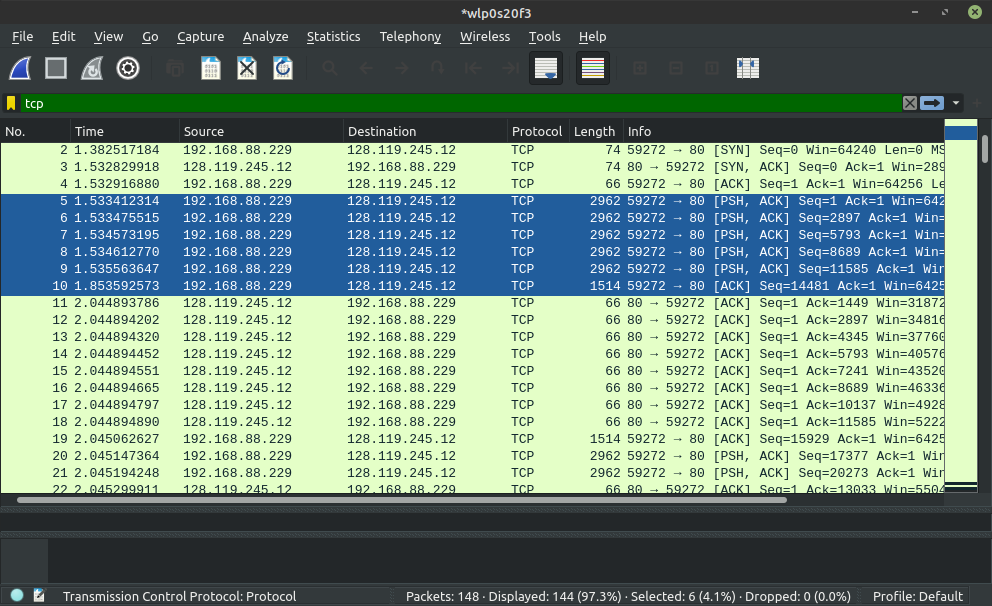 *wlp0s20f3
File Edit View Go Capture Analyze Statistics Telephony Wireless Tools Help
tcp
No. Time Source Destination Protocol Length Info
2 1.382517184 192.168.88.229 128.119.245.12 TCP 74 59272 → 80 [SYN] Seq=0 Win=64240 Len=0 MS
3 1.532829918 128.119.245.12 192.168.88.229 TCP 74 80 → 59272 [SYN, ACK] Seq=0 Ack=1 Win=289
4 1.532916880 192.168.88.229 128.119.245.12 TCP 66 59272 → 80 [ACK] Seq=1 Ack=1 Win=64256 Le
5 1.533412314 192.168.88.229 128.119.245.12 TCP 2962 59272 → 80 [PSH, ACK] Seq=1 Ack=1 Win=642
6 1.533475515 192.168.88.229 128.119.245.12 TCP 2962 59272 → 80 [PSH, ACK] Seq=2897 Ack=1 Win=
7 1.534573195 192.168.88.229 128.119.245.12 TCP 2962 59272 → 80 [PSH, ACK] Seq=5793 Ack=1 Win=
8 1.534612770 192.168.88.229 128.119.245.12 TCP 2962 59272 → 80 [PSH, ACK] Seq=8689 Ack=1 Win=
9 1.535563647 192.168.88.229 128.119.245.12 TCP 2962 59272 → 80 [PSH, ACK] Seq=11585 Ack=1 Win
10 1.853592573 192.168.88.229 128.119.245.12 TCP 1514 59272 → 80 [ACK] Seq=14481 Ack=1 Win=6425
11 2.044893786 128.119.245.12 192.168.88.229 TCP 66 80 → 59272 [ACK] Seq=1 Ack=1449 Win=31872
12 2.044894202 128.119.245.12 192.168.88.229 TCP 66 80 → 59272 [ACK] Seq=1 Ack=2897 Win=34816
13 2.044894320 128.119.245.12 192.168.88.229 TCP 66 80 → 59272 [ACK] Seq=1 Ack=4345 Win=37760
14 2.044894452 128.119.245.12 192.168.88.229 TCP 66 80 → 59272 [ACK] Seq=1 Ack=5793 Win=40576
15 2.044894551 128.119.245.12 192.168.88.229 TCP 66 80 → 59272 [ACK] Seq=1 Ack=7241 Win=43520
16 2.044894665 128.119.245.12 192.168.88.229 TCP 66 80 → 59272 [ACK] Seq=1 Ack=8689 Win=46336
17 2.044894797 128.119.245.12 192.168.88.229 TCP 66 80 → 59272 [ACK] Seq=1 Ack=10137 Win=4928
18 2.044894890 128.119.245.12 192.168.88.229 TCP 66 80 → 59272 [ACK] Seq=1 Ack=11585 Win=5222
19 2.045062627 192.168.88.229 128.119.245.12 TCP 1514 59272 → 80 [ACK] Seq=15929 Ack=1 Win=6425
20 2.045147364 192.168.88.229 128.119.245.12 TCP 2962 59272 → 80 [PSH, ACK] Seq=17377 Ack=1 Win
21 2.045194248 192.168.88.229 128.119.245.12 TCP 2962 59272 → 80 [PSH, ACK] Seq=20273 Ack=1 Win
22 2.045299911 128.119.245.12 192.168.88.229 TCP 66 80 → 59272 [ACK] Seq=1 Ack=13033 Win=5504
Transmission Control Protocol: Protocol Packets: 148 · Displayed: 144 (97.3%) · Selected: 6 (4.1%) · Dropped: 0 (0.0%) Profile: Default